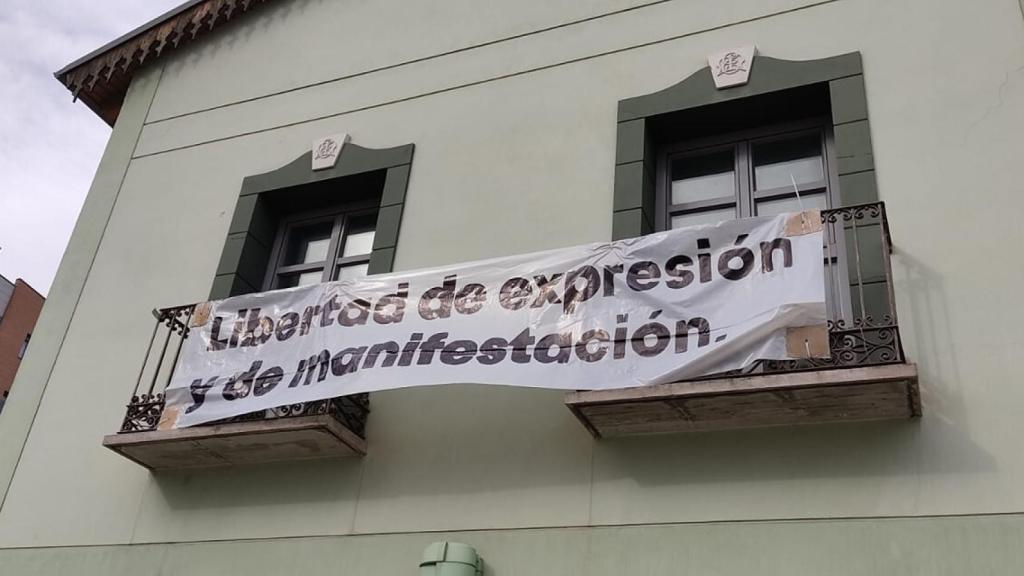 Libertad de expresión
y de manifestación.